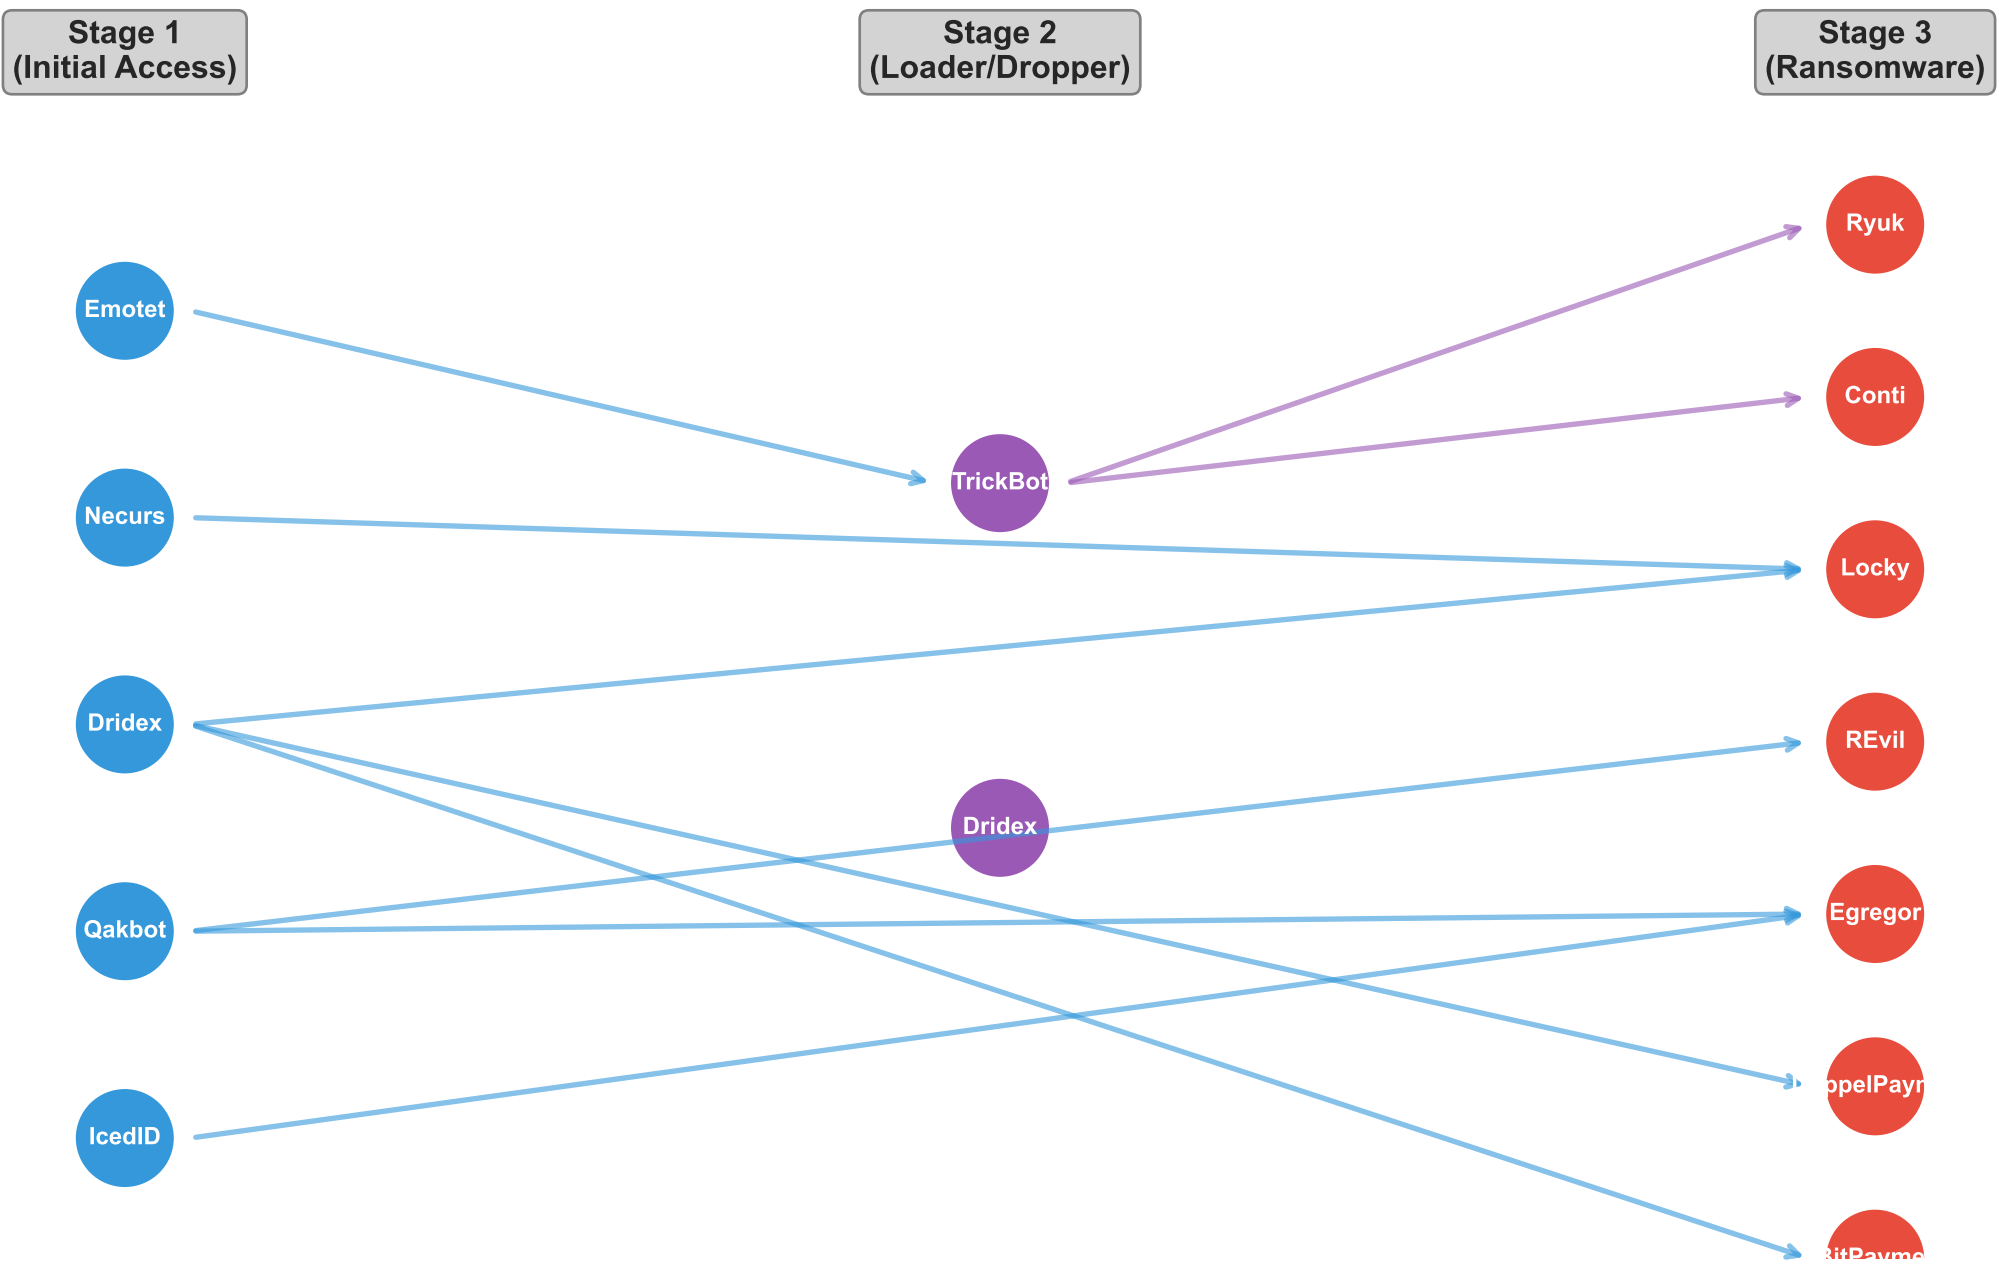 Stage 1
(Initial Access)
Stage 2
(Loader/Dropper)
Stage 3
(Ransomware)
Ryuk
Emotet
Conti
TrickBot
Necurs
Locky
Dridex
REvil
Dridex
Qakbot
Egregor
IcedID